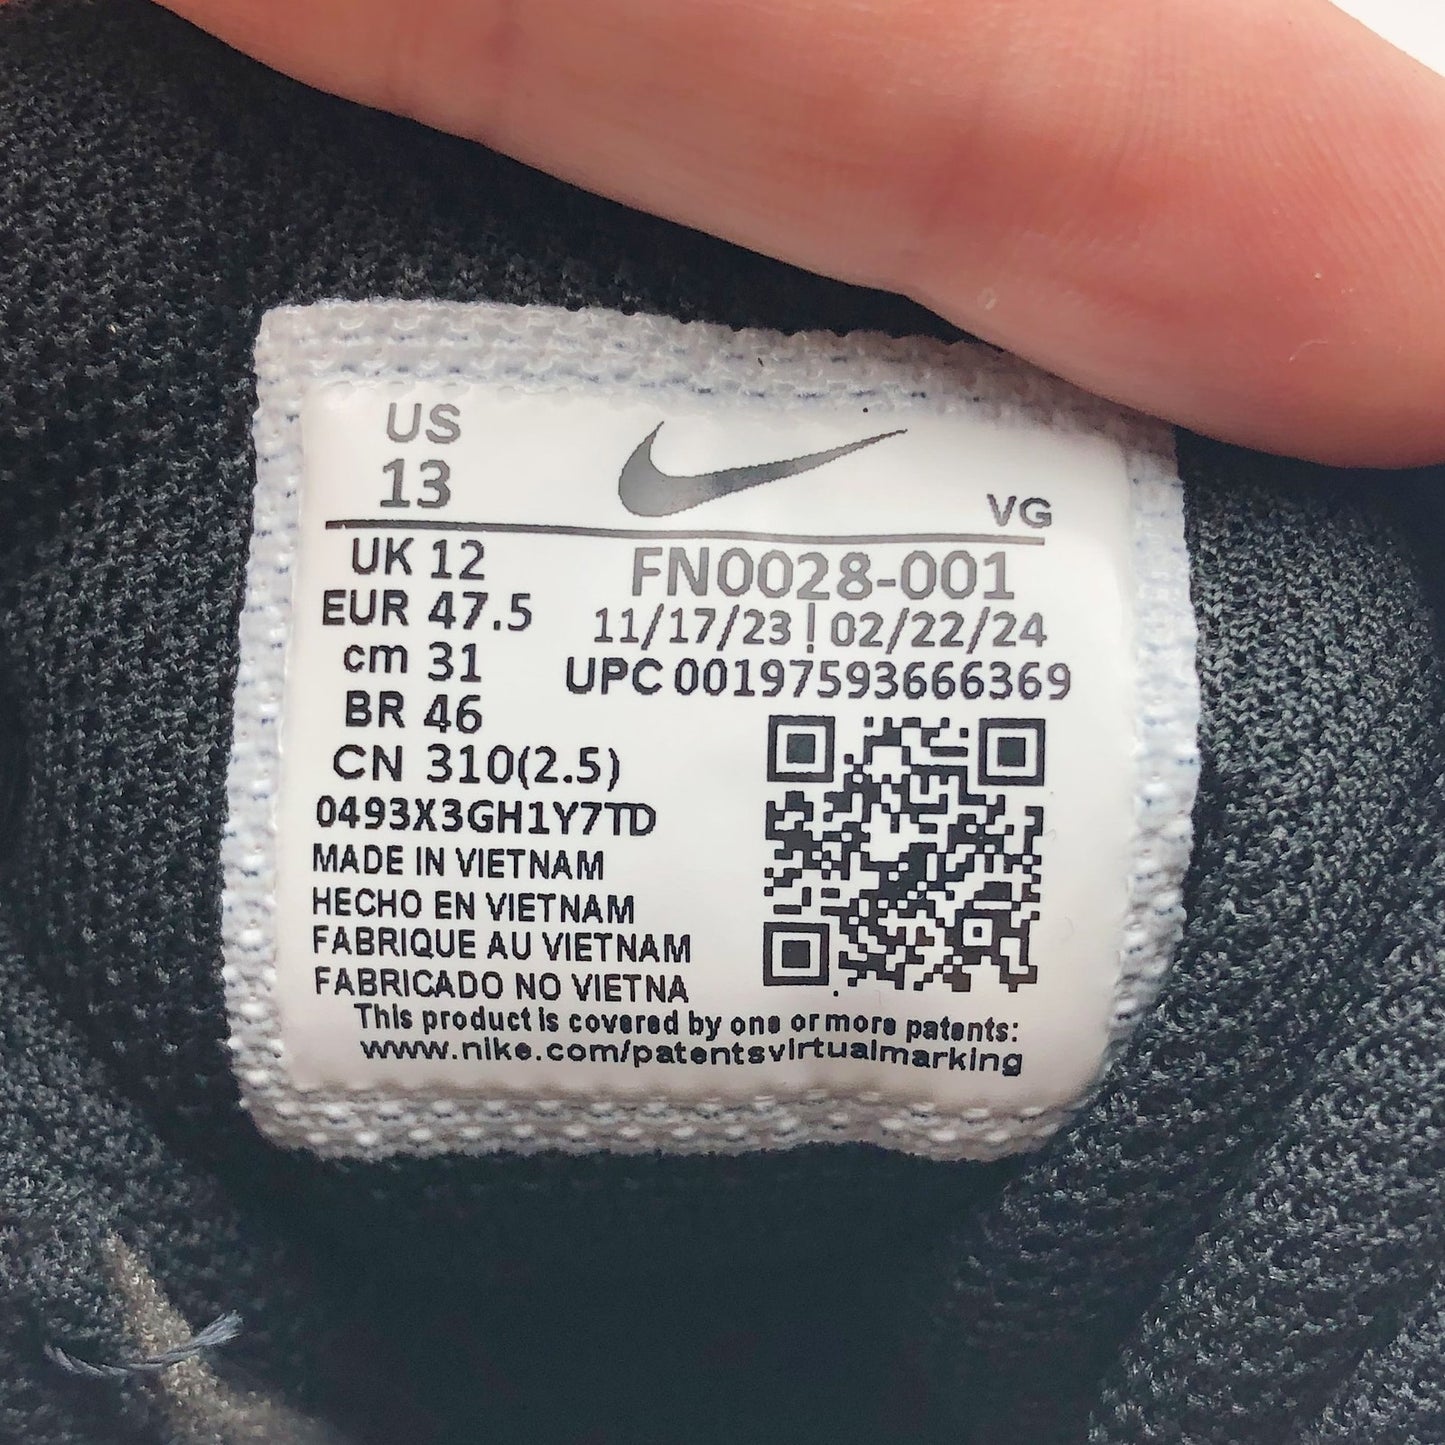 US
13
VG
UK 12
EUR 47.5
cm 31
BR 46
CN 310(2.5)
FN0028-001
11/17/23 | 02/22/24
UPC 00197593666369
0493X3GH1Y7TD
MADE IN VIETNAM
HECHO EN VIETNAM
FABRIQUE AU VIETNAM
FABRICADO NO VIETNA
This product is covered by one or more patents:
www.nike.com/patentsvirtualmarking